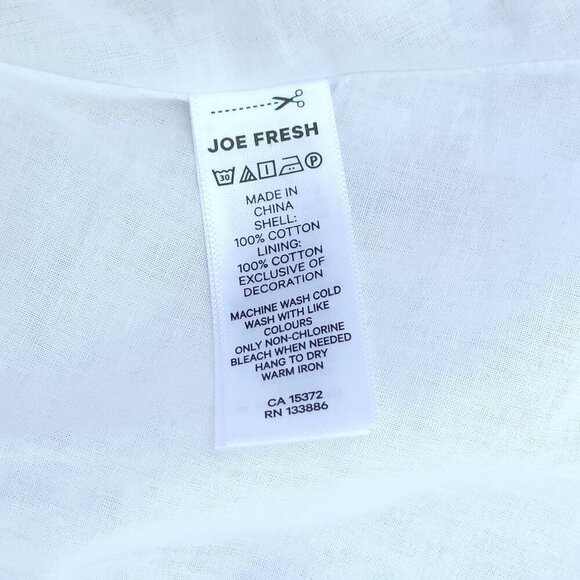 JOE FRESH
30 P
MADE IN
CHINA
SHELL:
100% COTTON
LINING:
100% COTTON
EXCLUSIVE OF
DECORATION
MACHINE WASH COLD
WASH WITH LIKE
COLOURS
ONLY NON-CHLORINE
BLEACH WHEN NEEDED
HANG TO DRY
WARM IRON
CA 15372
RN 133886